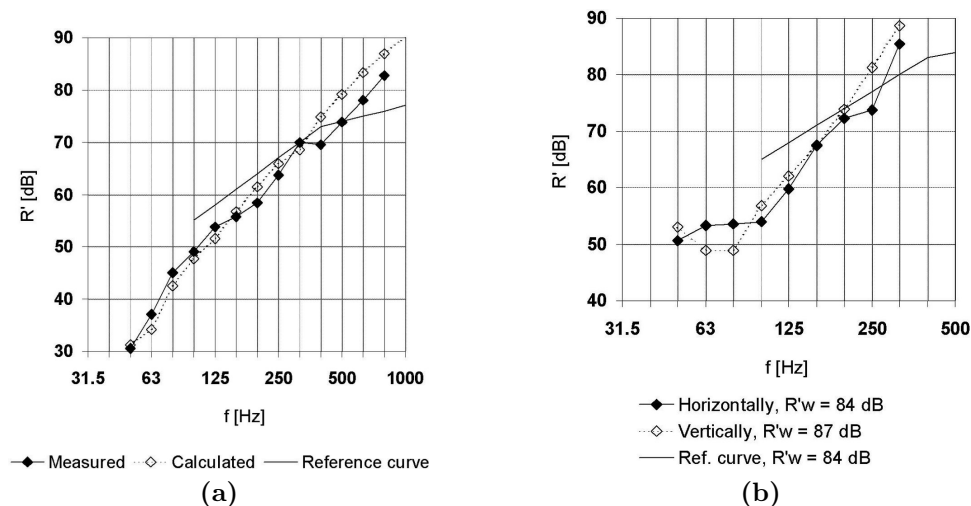 90
80
70
60
50
40
30
R' [dB]
31.5 63 125 250 500 1000
f [Hz]
Measured Calculated Reference curve
(a)
90
80
70
60
50
40
R' [dB]
31.5 63 125 250 500
f [Hz]
Horizontally, R'w = 84 dB
Vertically, R'w = 87 dB
Ref. curve, R'w = 84 dB
(b)